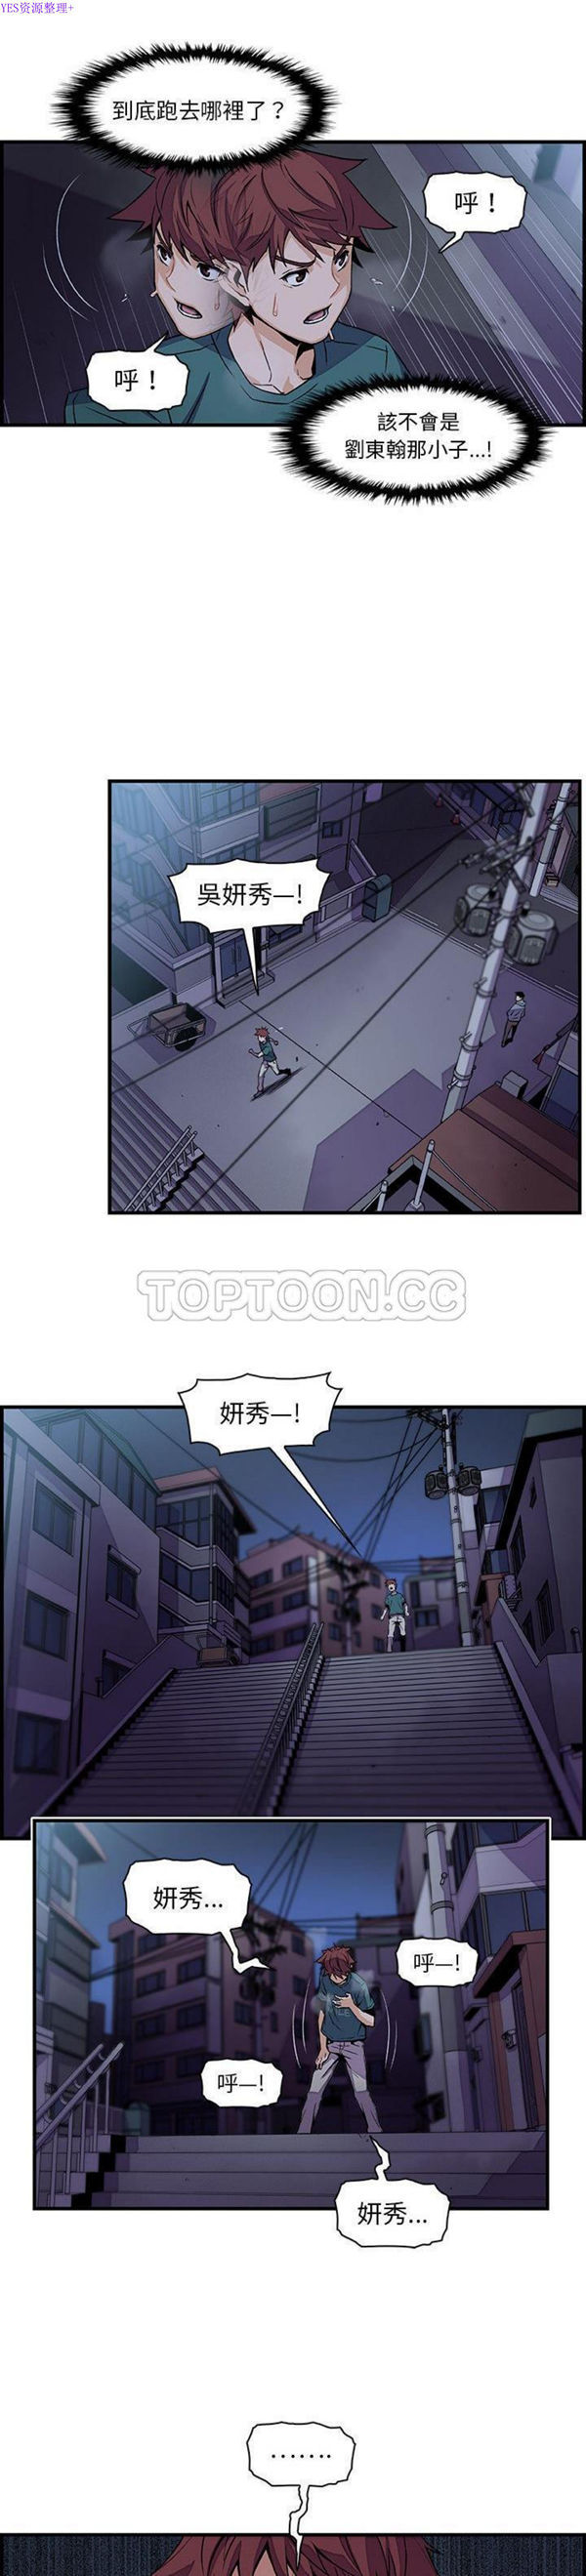 YES资源整理+
到底跑去哪裡了？
呼！
呼！
該不會是
劉東翰那小子...!
吳妍秀—!
TOPTOON.CC
妍秀—!
妍秀...
呼—!
呼—!
妍秀...
.......